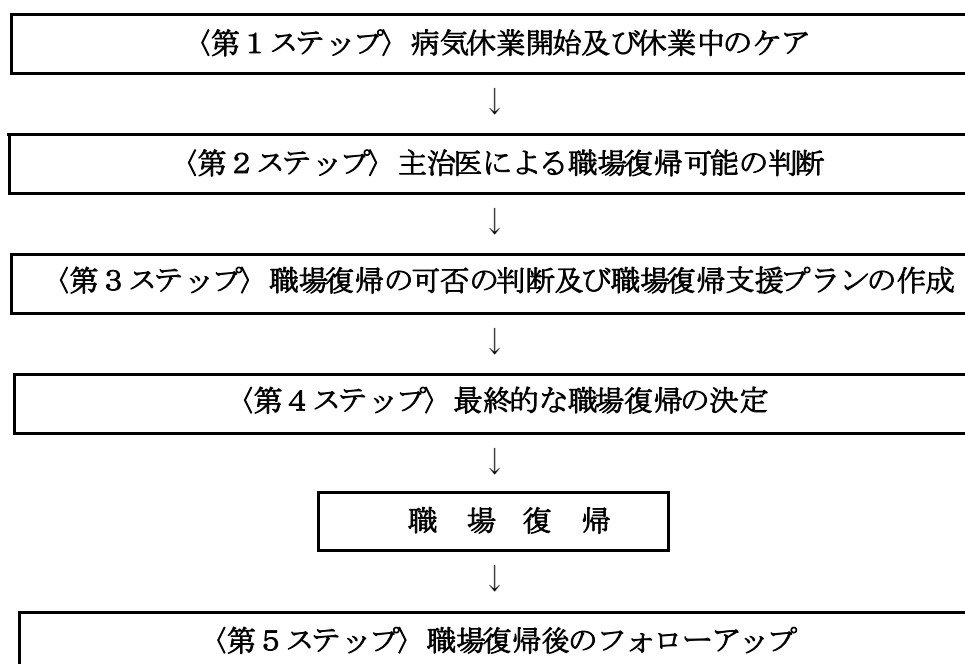 〈第１ステップ〉病気休業開始及び休業中のケア
↓
〈第２ステップ〉主治医による職場復帰可能の判断
↓
〈第３ステップ〉職場復帰の可否の判断及び職場復帰支援プランの作成
↓
〈第４ステップ〉最終的な職場復帰の決定
↓
職　場　復　帰
↓
〈第５ステップ〉職場復帰後のフォローアップ